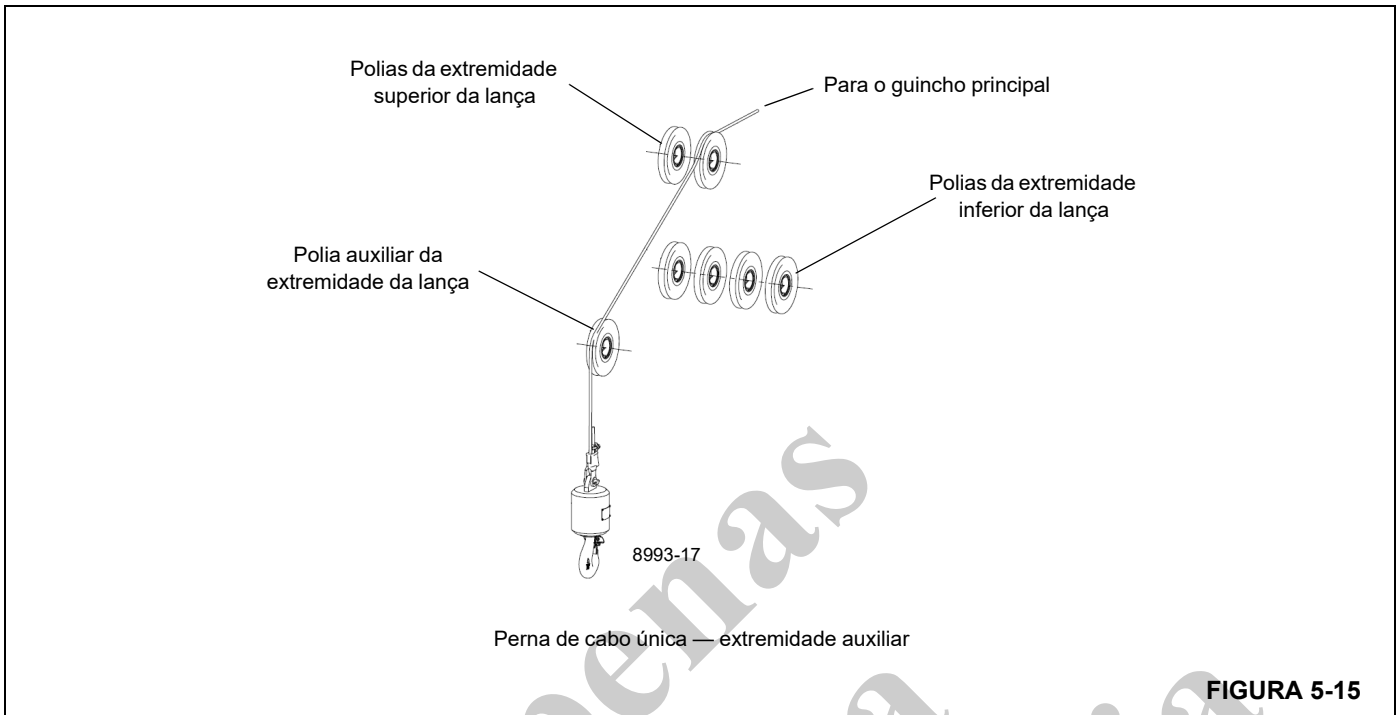 Polias da extremidade
superior da lança
Para o guincho principal
Polias da extremidade
inferior da lança
Polia auxiliar da
extremidade da lança
8993-17
Perna de cabo única — extremidade auxiliar
FIGURA 5-15